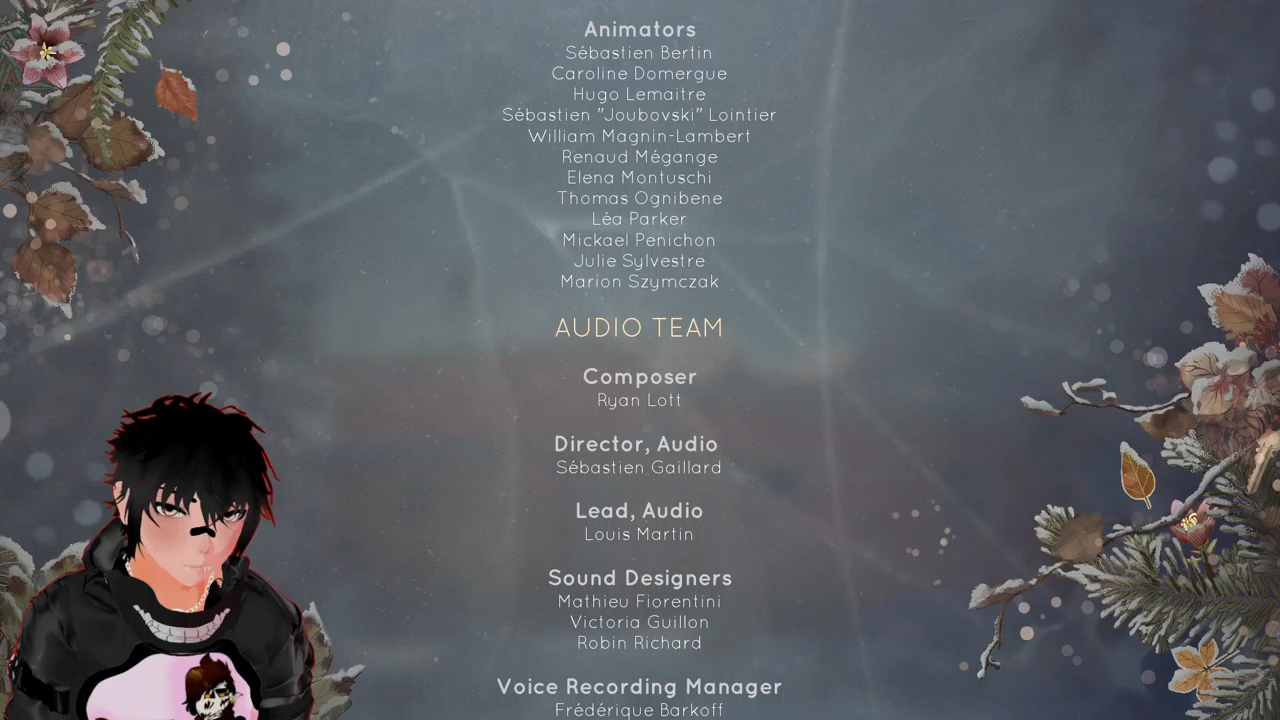 Animators
Sébastien Bertin
Caroline Domergue
Hugo Lemaitre
Sébastien "Joubovski" Lointier
William Magnin-Lambert
Renaud Mégange
Elena Montuschi
Thomas Ognibene
Léa Parker
Mickael Penichon
Julie Sylvestre
Marion Szymczak
AUDIO TEAM
Composer
Ryan Lott
Director, Audio
Sébastien Gaillard
Lead, Audio
Louis Martin
Sound Designers
Mathieu Fiorentini
Victoria Guillon
Robin Richard
Voice Recording Manager
Frédérique Barkoff